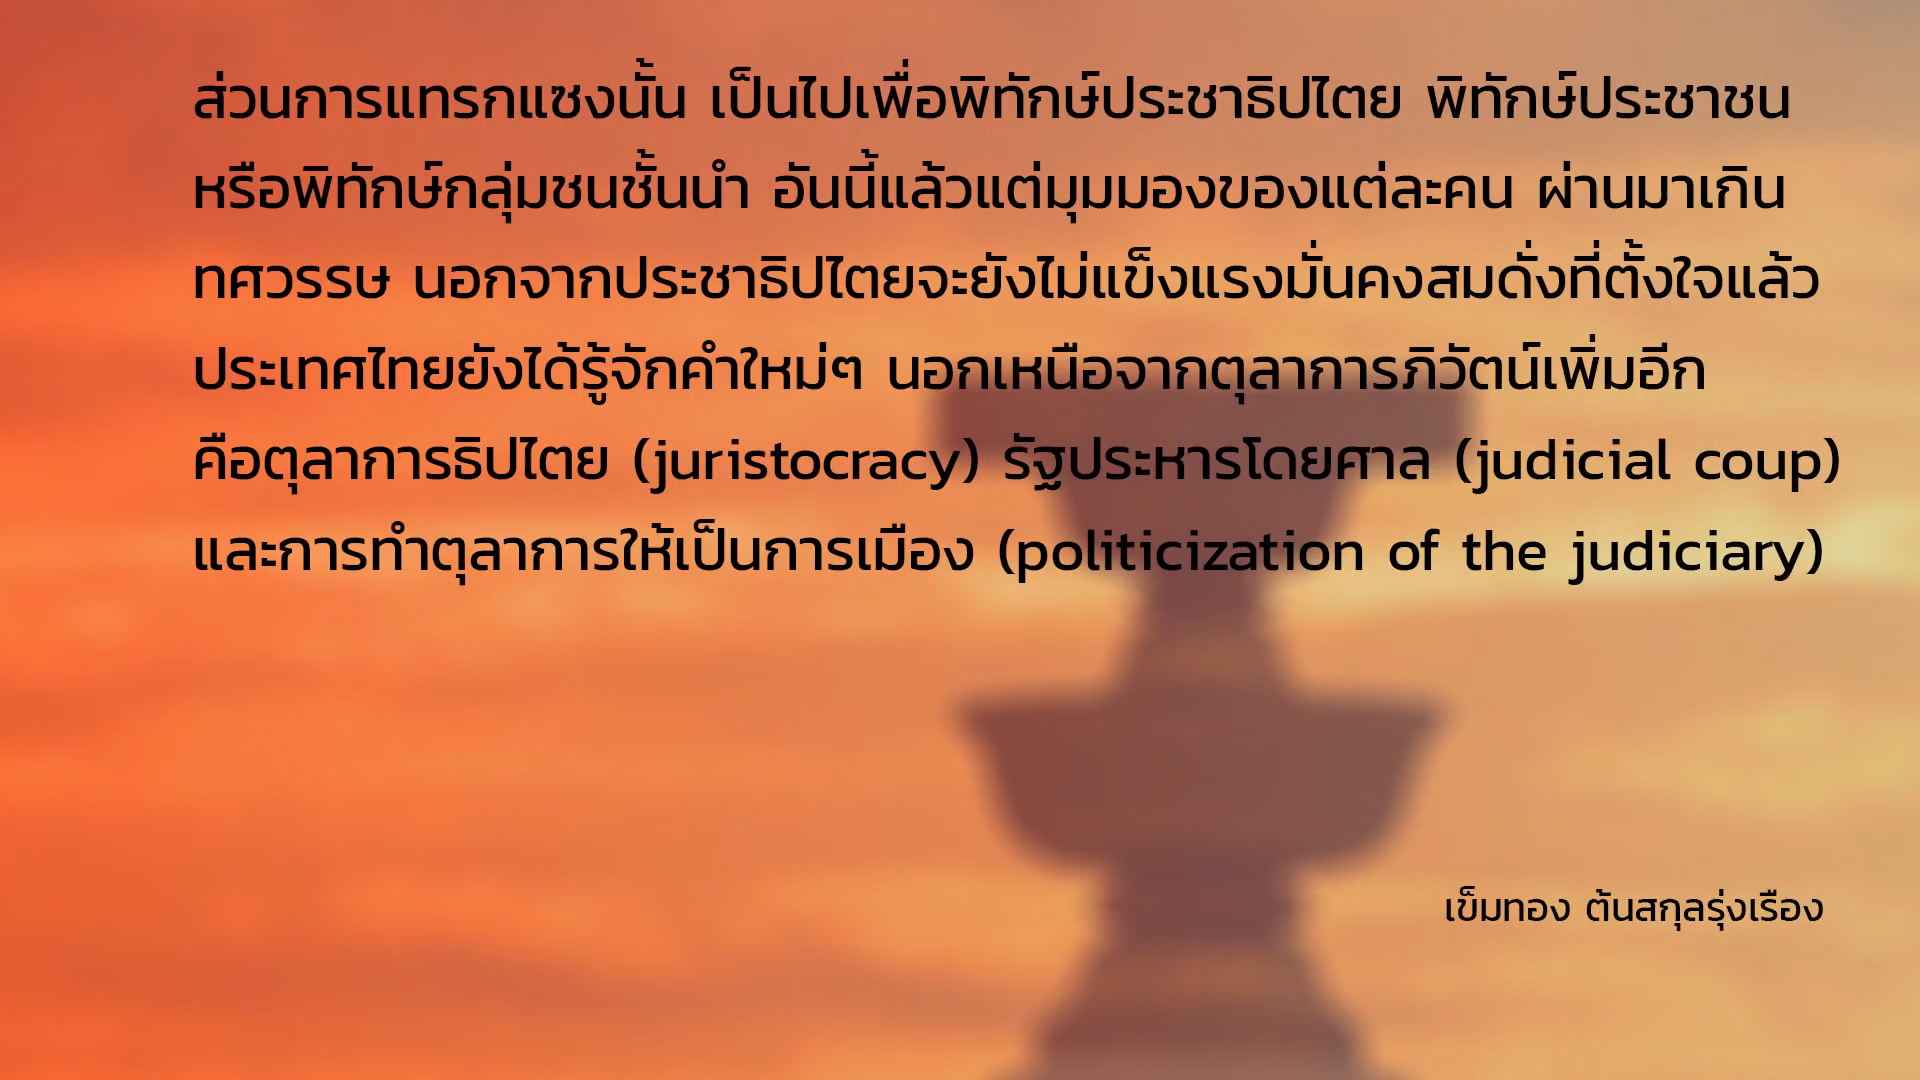 ส่วนการแทรกแซงนั้น เป็นไปเพื่อพิทักษ์ประชาธิปไตย พิทักษ์ประชาชน
หรือพิทักษ์กลุ่มชนชั้นนำ อันนี้แล้วแต่มุมมองของแต่ละคน ผ่านมาเกิน
ทศวรรษ นอกจากประชาธิปไตยจะยังไม่แข็งแรงมั่นคงสมดั่งที่ตั้งใจแล้ว
ประเทศไทยยังได้รู้จักคำใหม่ๆ นอกเหนือจากตุลาการภิวัตน์เพิ่มอีก
คือตุลาการธิปไตย (juristocracy) รัฐประหารโดยศาล (judicial coup)
และการทำตุลาการให้เป็นการเมือง (politicization of the judiciary)
เข็มทอง ต้นสกุลรุ่งเรือง